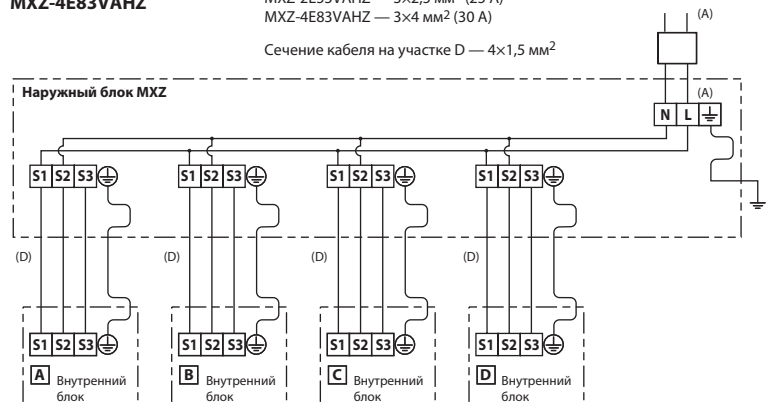 MXZ-4E83VAHZ
MXZ-2E53VAHZ — 3×2,5 мм² (25 А)
MXZ-4E83VAHZ — 3×4 мм² (30 А)
Сечение кабеля на участке D — 4×1,5 мм²
(A)
Наружный блок MXZ
(A)
N L
S1 S2 S3 S1 S2 S3 S1 S2 S3 S1 S2 S3
(D) (D) (D) (D)
S1 S2 S3 S1 S2 S3 S1 S2 S3 S1 S2 S3
A Внутренний блок
B Внутренний блок
C Внутренний блок
D Внутренний блок